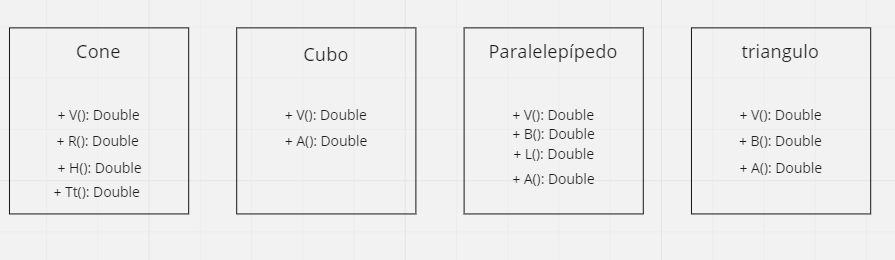 Cone
+ V(): Double
+ R(): Double
+ H(): Double
+ Tt(): Double
Cubo
+ V(): Double
+ A(): Double
Paralelepípedo
+ V(): Double
+ B(): Double
+ L(): Double
+ A(): Double
triangulo
+ V(): Double
+ B(): Double
+ A(): Double